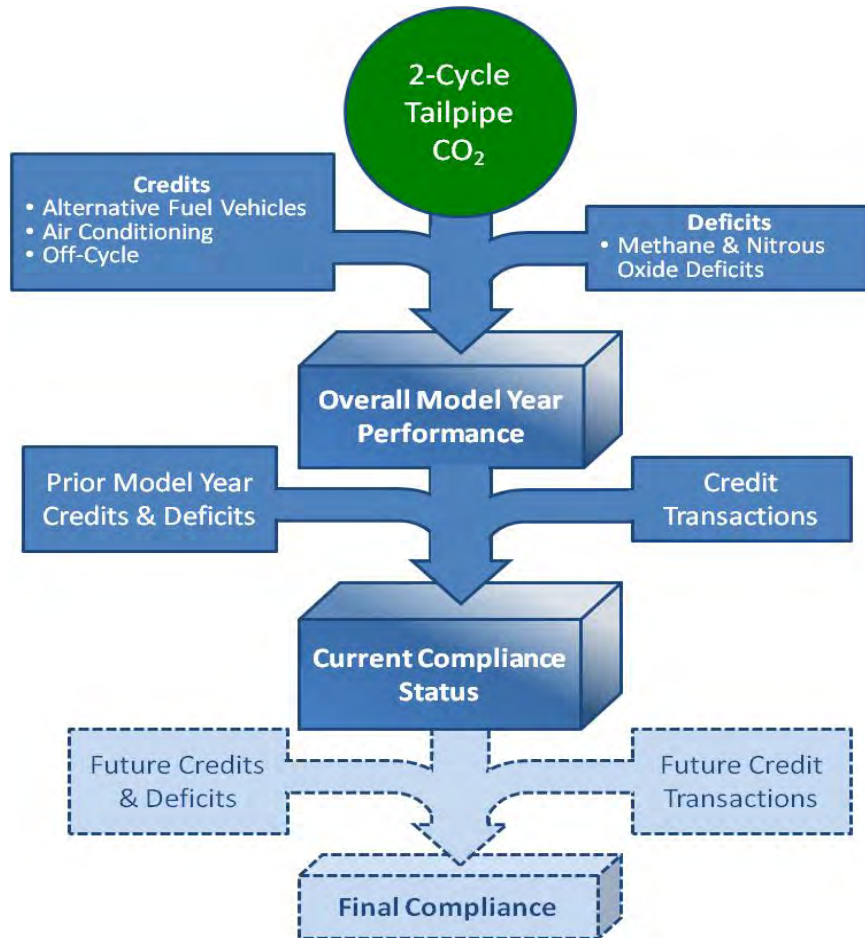 2-Cycle
Tailpipe
CO₂
Credits
• Alternative Fuel Vehicles
• Air Conditioning
• Off-Cycle
Deficits
• Methane & Nitrous
Oxide Deficits
Overall Model Year
Performance
Prior Model Year
Credits & Deficits
Credit
Transactions
Current Compliance
Status
Future Credits
& Deficits
Future Credit
Transactions
Final Compliance